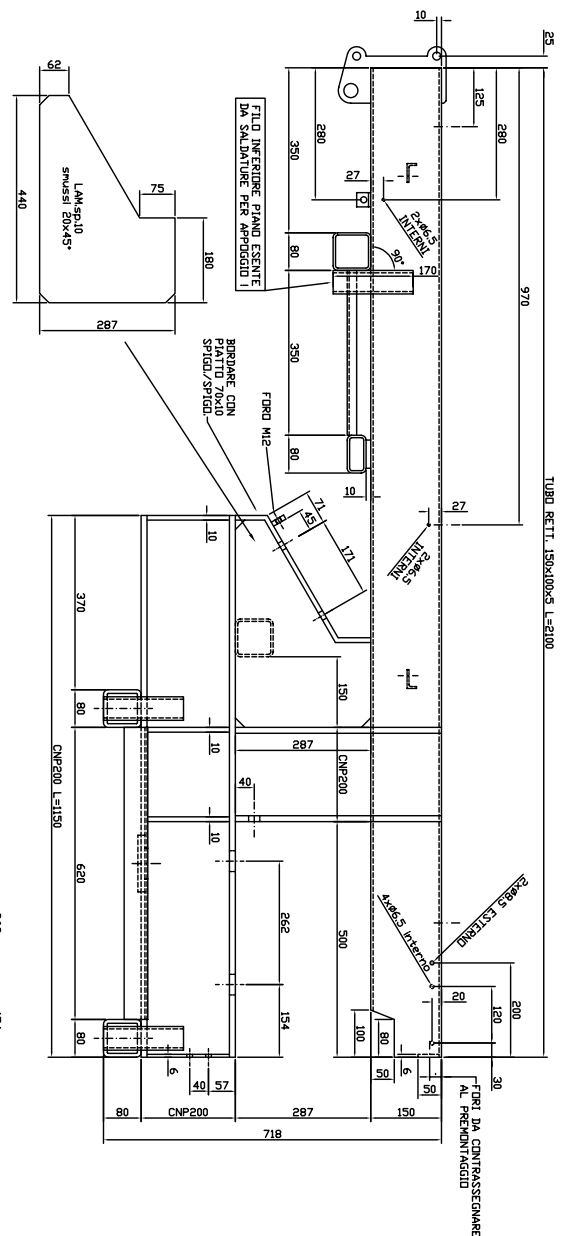 TUBO RETT. 150x100x5 L=2100
25
970
10
125
280
280
350
80
350
80
27
2xø6.5
INTERNI
90°
170
10
27
2xø6.5
INTERNI
2xø8.5 ESTERNO
4xø6.5 interno
20
200
120
30
FORI DA CONTRASSEGNARE
AL PREMONTAGGIO
100
80
50
6
50
150
FILO INFERIORE PIANO ESENTE
DA SALDATURE PER APPOGGIO !
BORDARE CON
PIATTO 70x10
SPIGO./SPIGO.
FORO M12
71
45
171
150
287
CNP200
500
40
287
718
10
10
10
262
154
57
40
6
CNP200
80
370
80
620
80
CNP200 L=1150
62
75
180
LAM.sp.10
smussi 20x45°
440
287